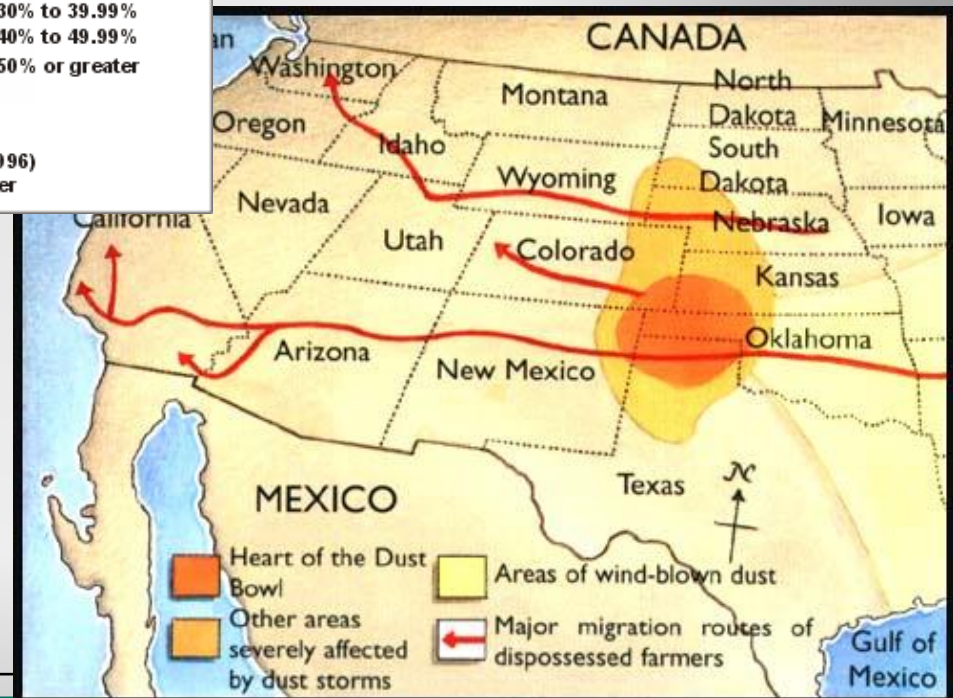 30% to 39.99%
40% to 49.99%
50% or greater
996)
er
an
CANADA
Washington
Montana
North
Dakota
Minnesota
Oregon
Idaho
South
Dakota
Wyoming
Nebraska
Iowa
California
Nevada
Utah
Colorado
Kansas
Arizona
New Mexico
Oklahoma
Texas
N
MEXICO
Heart of the Dust
Bowl
Other areas
severely affected
by dust storms
Areas of wind-blown dust
Major migration routes of
dispossessed farmers
Gulf of
Mexico